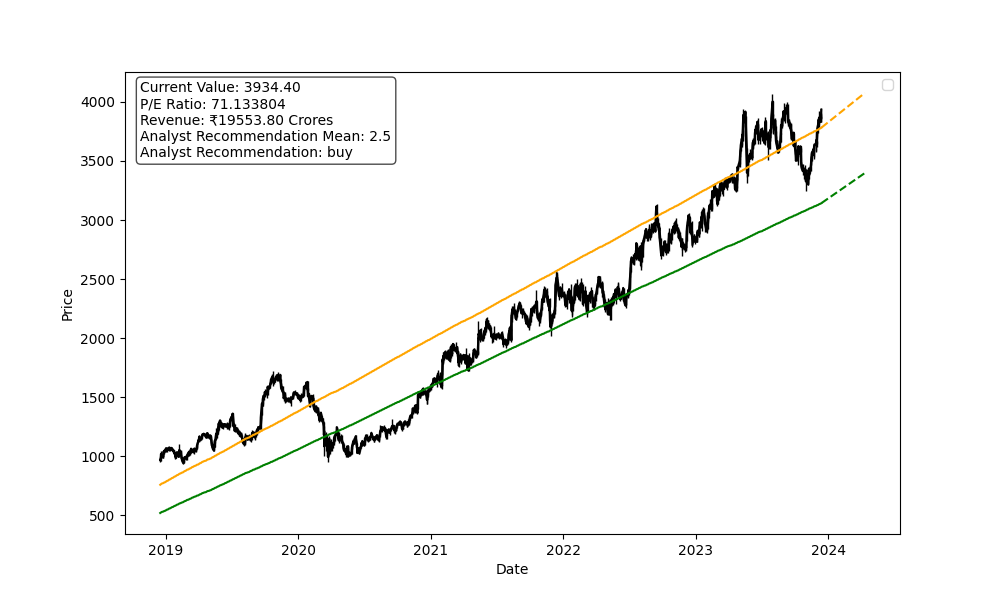 Current Value: 3934.40
P/E Ratio: 71.133804
Revenue: ₹19553.80 Crores
Analyst Recommendation Mean: 2.5
Analyst Recommendation: buy
4000
3500
3000
2500
2000
1500
1000
500
Price
2019 2020 2021 2022 2023 2024
Date